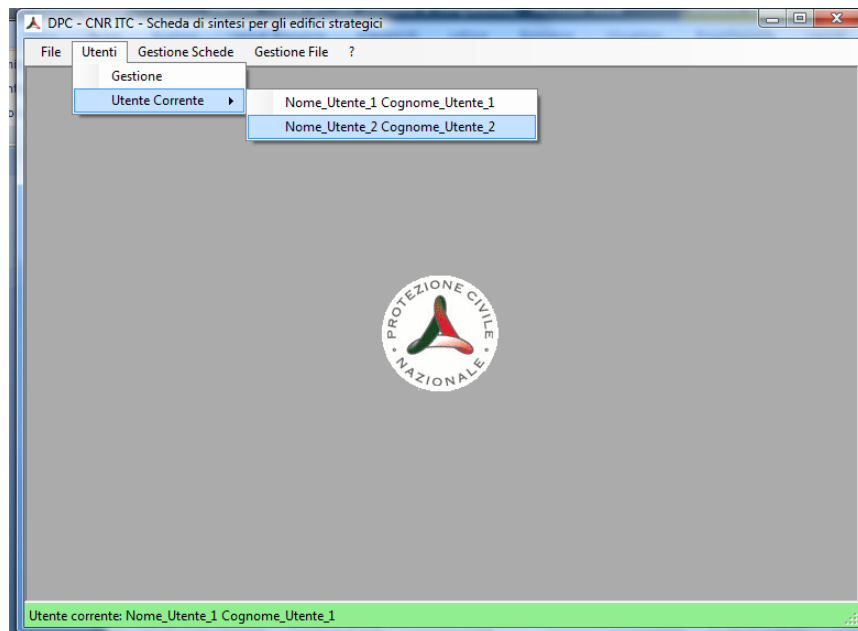 DPC - CNR ITC - Scheda di sintesi per gli edifici strategici
File Utenti Gestione Schede Gestione File ?
Gestione
Utente Corrente
Nome_Utente_1 Cognome_Utente_1
Nome_Utente_2 Cognome_Utente_2
PROTEZIONE CIVILE
NAZIONALE
Utente corrente: Nome_Utente_1 Cognome_Utente_1